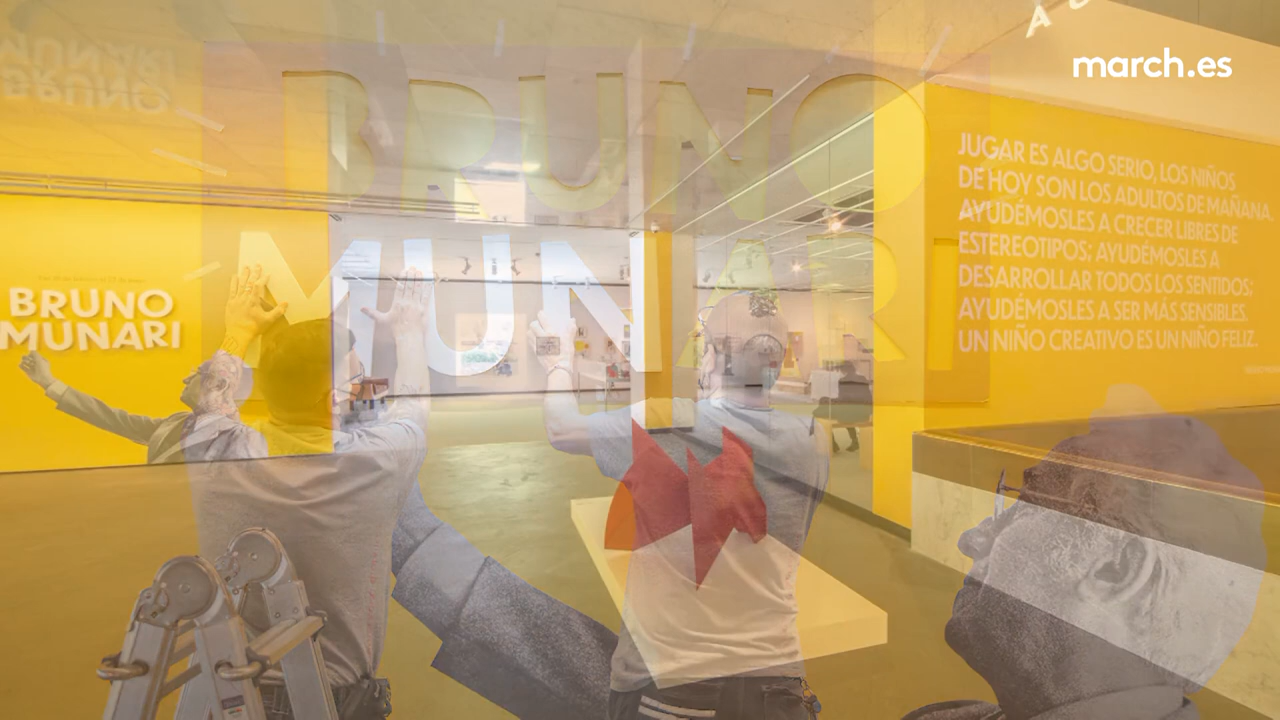 march.es
BRUNO
MUNARI
BRUNO
MUNARI
JUGAR ES ALGO SERIO, LOS NIÑOS
DE HOY SON LOS ADULTOS DE MAÑANA.
AYUDÉMOSLES A CRECER LIBRES DE
ESTEREOTIPOS; AYUDÉMOSLES A
DESARROLLAR TODOS LOS SENTIDOS;
AYUDÉMOSLES A SER MÁS SENSIBLES.
UN NIÑO CREATIVO ES UN NIÑO FELIZ.